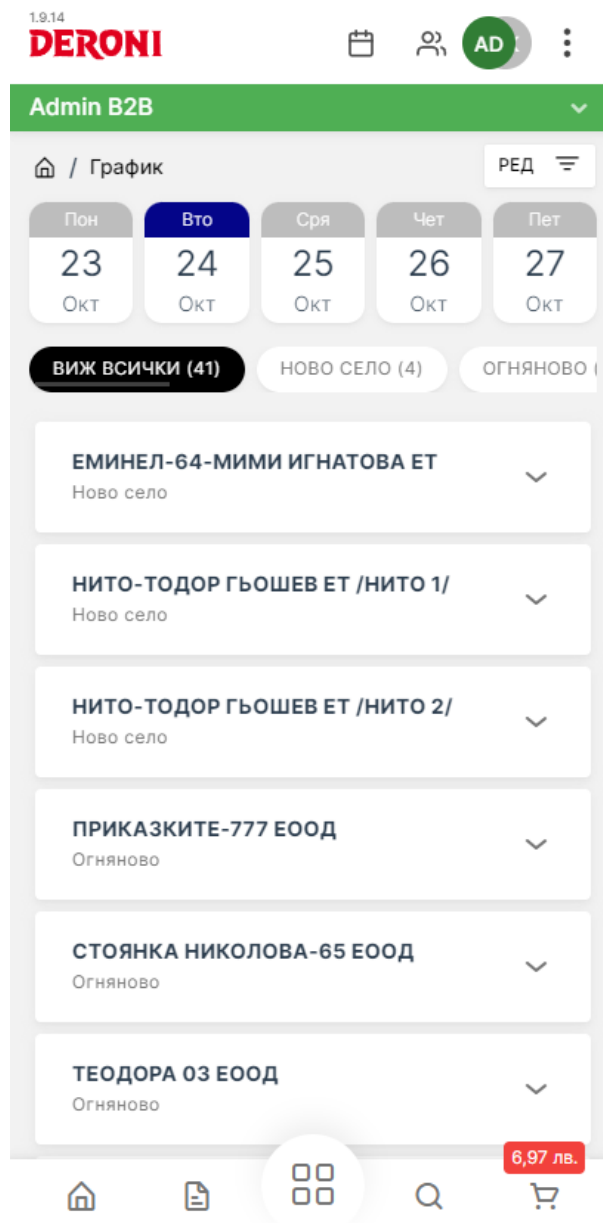 1.9.14
DERONI
AD
Admin B2B
/ График
РЕД
Пон Вто Сря Чет Пет
23 24 25 26 27
Окт Окт Окт Окт Окт
ВИЖ ВСИЧКИ (41) НОВО СЕЛО (4) ОГНЯНОВО (
ЕМИНЕЛ-64-МИМИ ИГНАТОВА ЕТ
Ново село
НИТО-ТОДОР ГЬОШЕВ ЕТ /НИТО 1/
Ново село
НИТО-ТОДОР ГЬОШЕВ ЕТ /НИТО 2/
Ново село
ПРИКАЗКИТЕ-777 ЕООД
Огняново
СТОЯНКА НИКОЛОВА-65 ЕООД
Огняново
ТЕОДОРА 03 ЕООД
Огняново
6,97 лв.